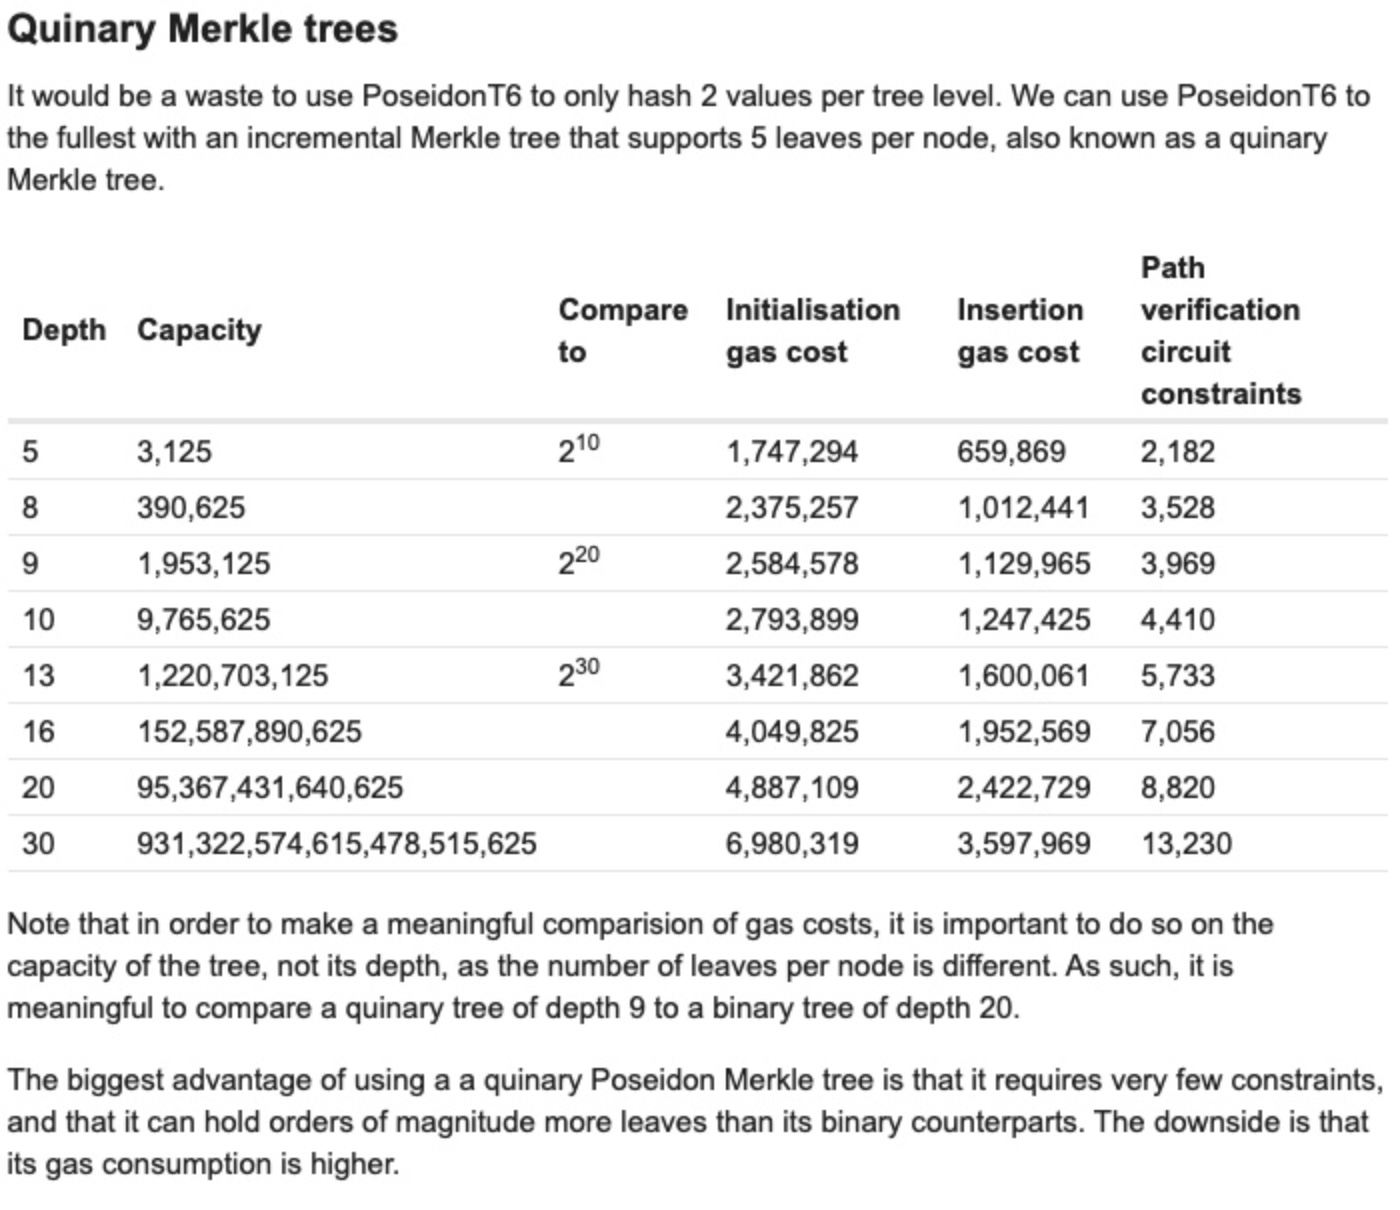 Quinary Merkle trees
It would be a waste to use PoseidonT6 to only hash 2 values per tree level. We can use PoseidonT6 to
the fullest with an incremental Merkle tree that supports 5 leaves per node, also known as a quinary
Merkle tree.
Depth Capacity Compare to Initialisation gas cost Insertion gas cost Path verification circuit constraints
5 3,125 2^10 1,747,294 659,869 2,182
8 390,625 2,375,257 1,012,441 3,528
9 1,953,125 2^20 2,584,578 1,129,965 3,969
10 9,765,625 2,793,899 1,247,425 4,410
13 1,220,703,125 2^30 3,421,862 1,600,061 5,733
16 152,587,890,625 4,049,825 1,952,569 7,056
20 95,367,431,640,625 4,887,109 2,422,729 8,820
30 931,322,574,615,478,515,625 6,980,319 3,597,969 13,230
Note that in order to make a meaningful comparision of gas costs, it is important to do so on the
capacity of the tree, not its depth, as the number of leaves per node is different. As such, it is
meaningful to compare a quinary tree of depth 9 to a binary tree of depth 20.
The biggest advantage of using a a quinary Poseidon Merkle tree is that it requires very few constraints,
and that it can hold orders of magnitude more leaves than its binary counterparts. The downside is that
its gas consumption is higher.